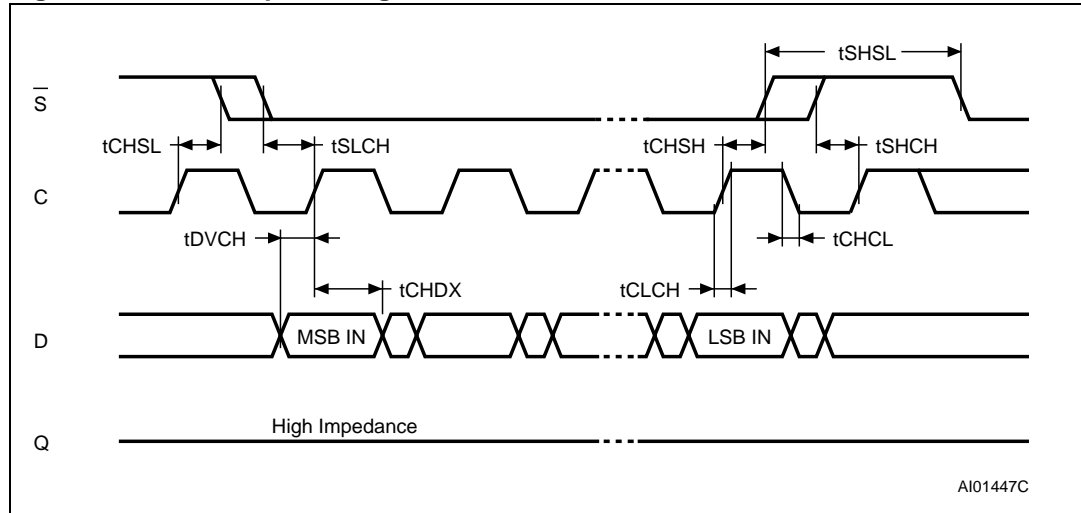 tSHSL
S̅
tCHSL
tSLCH
tCHSH
tSHCH
C
tDVCH
tCHCL
tCHDX
tCLCH
D
MSB IN
LSB IN
High Impedance
Q
AI01447C